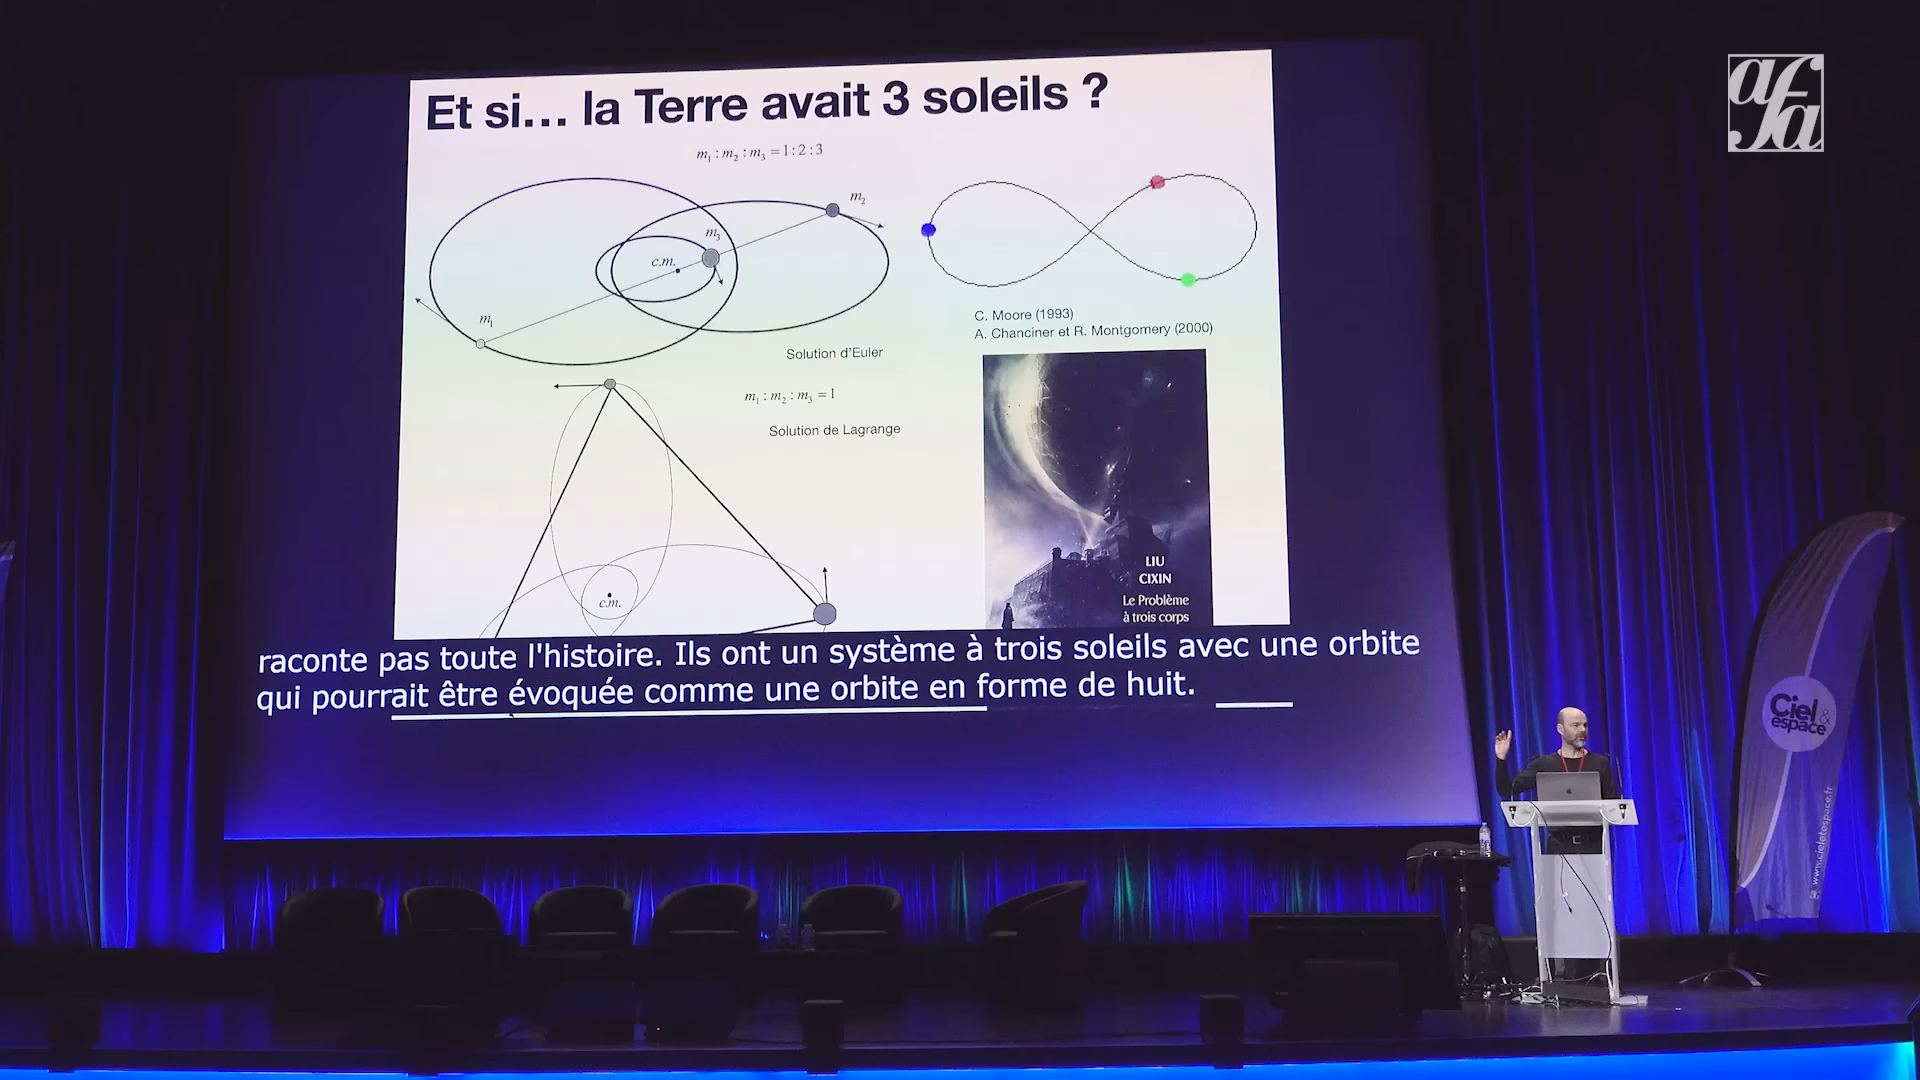 afa
Et si... la Terre avait 3 soleils ?
m₁ : m₂ : m₃ = 1 : 2 : 3
m₂
m₃
c.m.
m₁
Solution d'Euler
C. Moore (1993)
A. Chanciner et R. Montgomery (2000)
m₁ : m₂ : m₃ = 1
Solution de Lagrange
c.m.
LIU
CIXIN
Le Problème
à trois corps
raconte pas toute l'histoire. Ils ont un système à trois soleils avec une orbite
qui pourrait être évoquée comme une orbite en forme de huit.
Ciel &
espace
www.cieletespace.fr